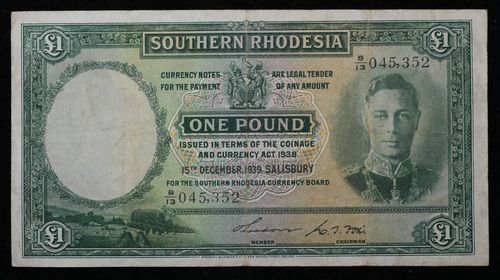 £1 £1
SOUTHERN RHODESIA
B/13 045,352
CURRENCY NOTES ARE LEGAL TENDER
FOR THE PAYMENT OF ANY AMOUNT
ONE POUND
ISSUED IN TERMS OF THE COINAGE
AND CURRENCY ACT 1938
15TH DECEMBER, 1939, SALISBURY
FOR THE SOUTHERN RHODESIA CURRENCY BOARD
B/13 045,352
MEMBER CHAIRMAN
£1 £1